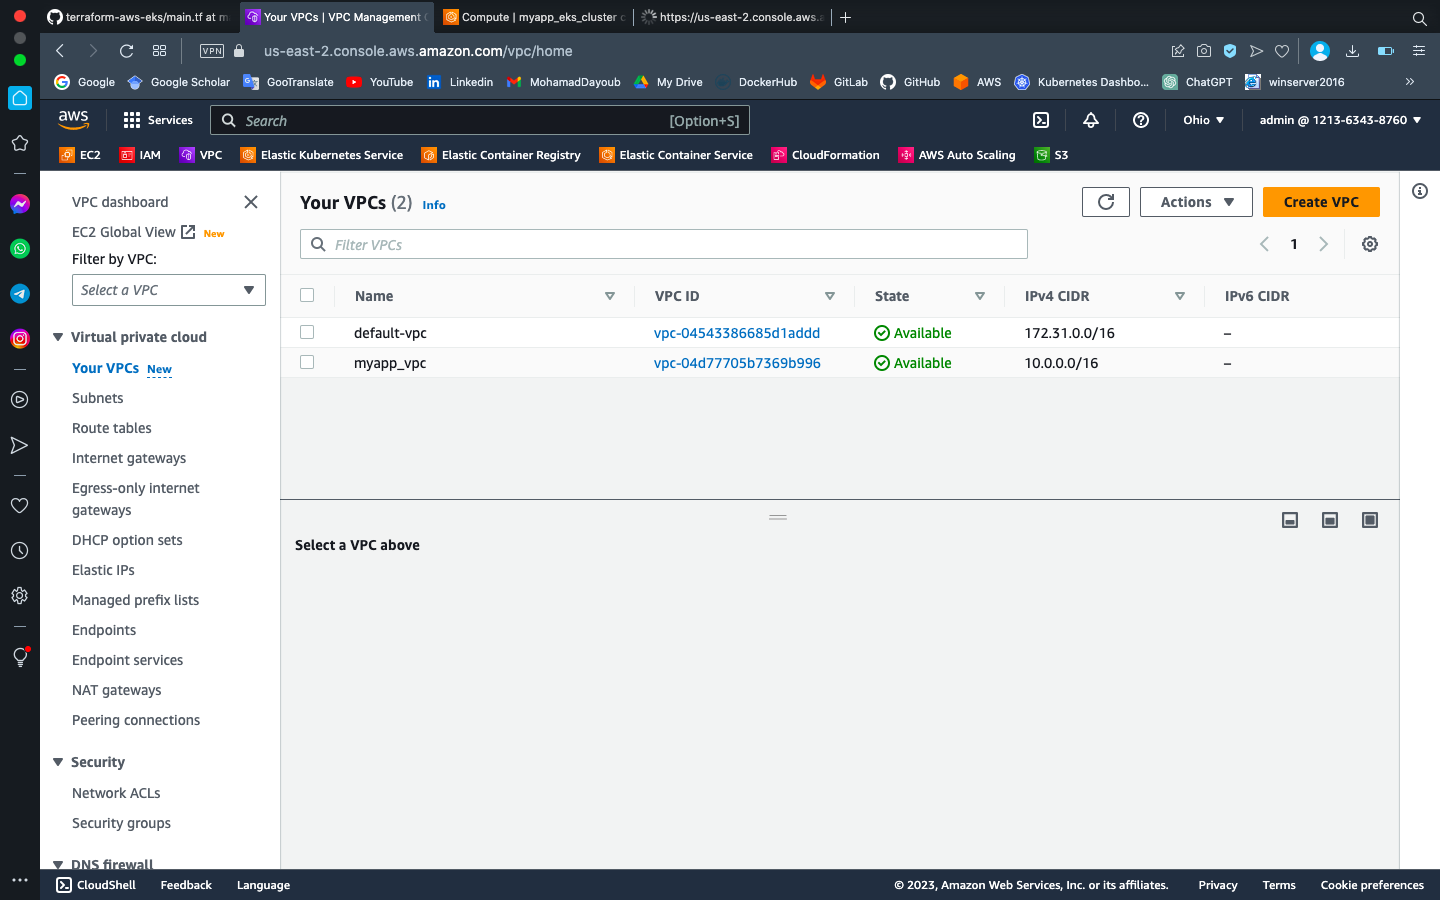 terraform-aws-eks/main.tf at m
Your VPCs | VPC Management C
Compute | myapp_eks_cluster c
https://us-east-2.console.aws.a
VPN
us-east-2.console.aws.amazon.com/vpc/home
Google
Google Scholar
GooTranslate
YouTube
Linkedin
MohamadDayoub
My Drive
DockerHub
GitLab
GitHub
AWS
Kubernetes Dashbo...
ChatGPT
winserver2016
aws
Services
Search
[Option+S]
Ohio
admin @ 1213-6343-8760
EC2
IAM
VPC
Elastic Kubernetes Service
Elastic Container Registry
Elastic Container Service
CloudFormation
AWS Auto Scaling
S3
VPC dashboard
EC2 Global View New
Filter by VPC:
Select a VPC
Virtual private cloud
Your VPCs New
Subnets
Route tables
Internet gateways
Egress-only internet
gateways
DHCP option sets
Elastic IPs
Managed prefix lists
Endpoints
Endpoint services
NAT gateways
Peering connections
Security
Network ACLs
Security groups
DNS firewall
Your VPCs (2) Info
Actions
Create VPC
Filter VPCs
1
Name VPC ID State IPv4 CIDR IPv6 CIDR
default-vpc vpc-04543386685d1addd Available 172.31.0.0/16 –
myapp_vpc vpc-04d77705b7369b996 Available 10.0.0.0/16 –
Select a VPC above
CloudShell
Feedback
Language
© 2023, Amazon Web Services, Inc. or its affiliates.
Privacy
Terms
Cookie preferences